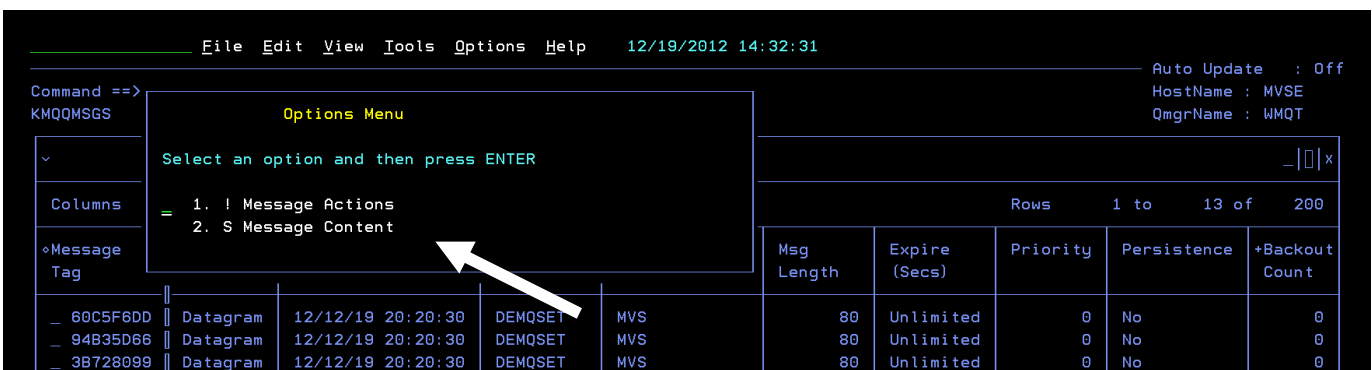 File Edit View Tools Options Help 12/19/2012 14:32:31
Auto Update : Off
Command ==> HostName : MVSE
KMQQMSGS Options Menu QmgrName : WMQT
Select an option and then press ENTER
_ | | x
Columns _ 1. ! Message Actions Rows 1 to 13 of 200
2. S Message Content
◇Message Msg Expire Priority Persistence +Backout
Tag Length (Secs) Count
_ 60C5F6DD Datagram 12/12/19 20:20:30 DEMQSET MVS 80 Unlimited 0 No 0
_ 94B35D66 Datagram 12/12/19 20:20:30 DEMQSET MVS 80 Unlimited 0 No 0
_ 3B728099 Datagram 12/12/19 20:20:30 DEMQSET MVS 80 Unlimited 0 No 0